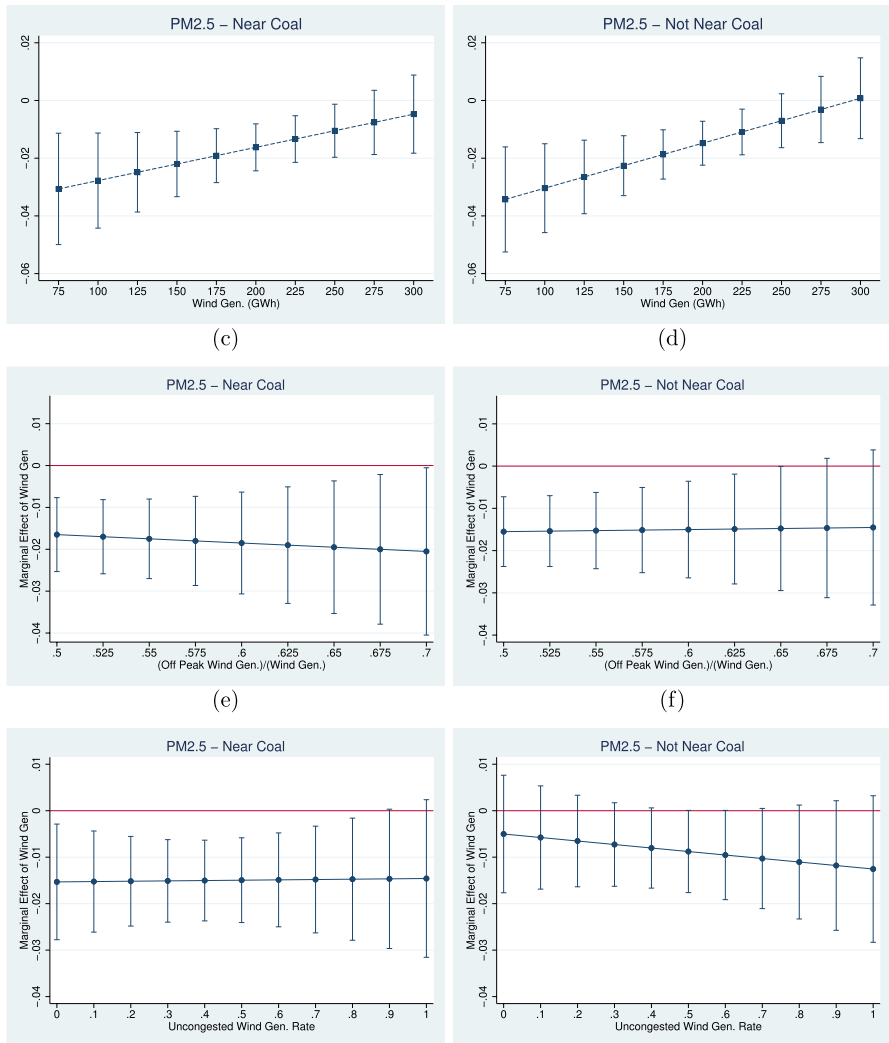 PM2.5 − Near Coal
.02
0
−.02
−.04
−.06
75 100 125 150 175 200 225 250 275 300
Wind Gen. (GWh)
(c)
PM2.5 − Not Near Coal
.02
0
−.02
−.04
−.06
75 100 125 150 175 200 225 250 275 300
Wind Gen. (GWh)
(d)
PM2.5 − Near Coal
Marginal Effect of Wind Gen
.01
0
−.01
−.02
−.03
−.04
.5 .525 .55 .575 .6 .625 .65 .675 .7
(Off Peak Wind Gen.)/(Wind Gen.)
(e)
PM2.5 − Not Near Coal
Marginal Effect of Wind Gen
.01
0
−.01
−.02
−.03
−.04
.5 .525 .55 .575 .6 .625 .65 .675 .7
(Off Peak Wind Gen.)/(Wind Gen.)
(f)
PM2.5 − Near Coal
Marginal Effect of Wind Gen
.01
0
−.01
−.02
−.03
−.04
0 .1 .2 .3 .4 .5 .6 .7 .8 .9 1
Uncongested Wind Gen. Rate
PM2.5 − Not Near Coal
Marginal Effect of Wind Gen
.01
0
−.01
−.02
−.03
−.04
0 .1 .2 .3 .4 .5 .6 .7 .8 .9 1
Uncongested Wind Gen. Rate